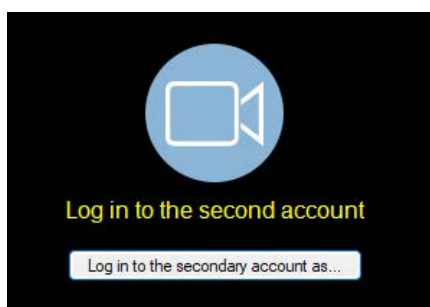 Log in to the second account
Log in to the secondary account as...